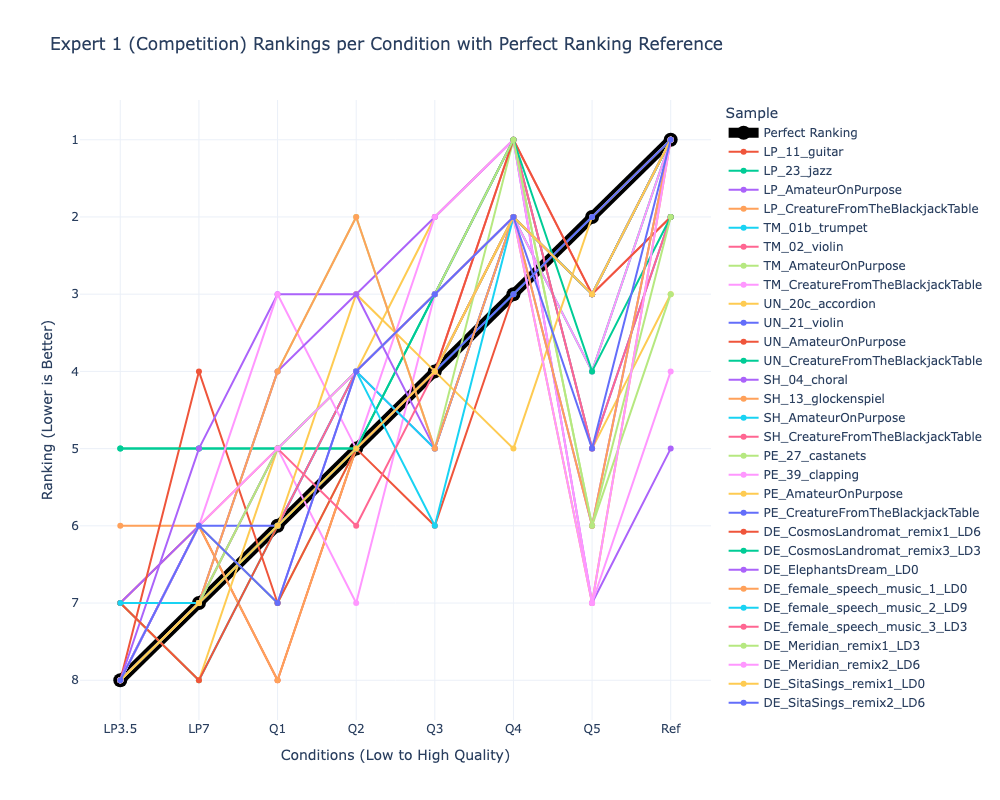 Expert 1 (Competition) Rankings per Condition with Perfect Ranking Reference
Ranking (Lower is Better)
1
2
3
4
5
6
7
8
LP3.5 LP7 Q1 Q2 Q3 Q4 Q5 Ref
Conditions (Low to High Quality)
Sample
Perfect Ranking
LP_11_guitar
LP_23_jazz
LP_AmateurOnPurpose
LP_CreatureFromTheBlackjackTable
TM_01b_trumpet
TM_02_violin
TM_AmateurOnPurpose
TM_CreatureFromTheBlackjackTable
UN_20c_accordion
UN_21_violin
UN_AmateurOnPurpose
UN_CreatureFromTheBlackjackTable
SH_04_choral
SH_13_glockenspiel
SH_AmateurOnPurpose
SH_CreatureFromTheBlackjackTable
PE_27_castanets
PE_39_clapping
PE_AmateurOnPurpose
PE_CreatureFromTheBlackjackTable
DE_CosmosLandromat_remix1_LD6
DE_CosmosLandromat_remix3_LD3
DE_ElephantsDream_LD0
DE_female_speech_music_1_LD0
DE_female_speech_music_2_LD9
DE_female_speech_music_3_LD3
DE_Meridian_remix1_LD3
DE_Meridian_remix2_LD6
DE_SitaSings_remix1_LD0
DE_SitaSings_remix2_LD6